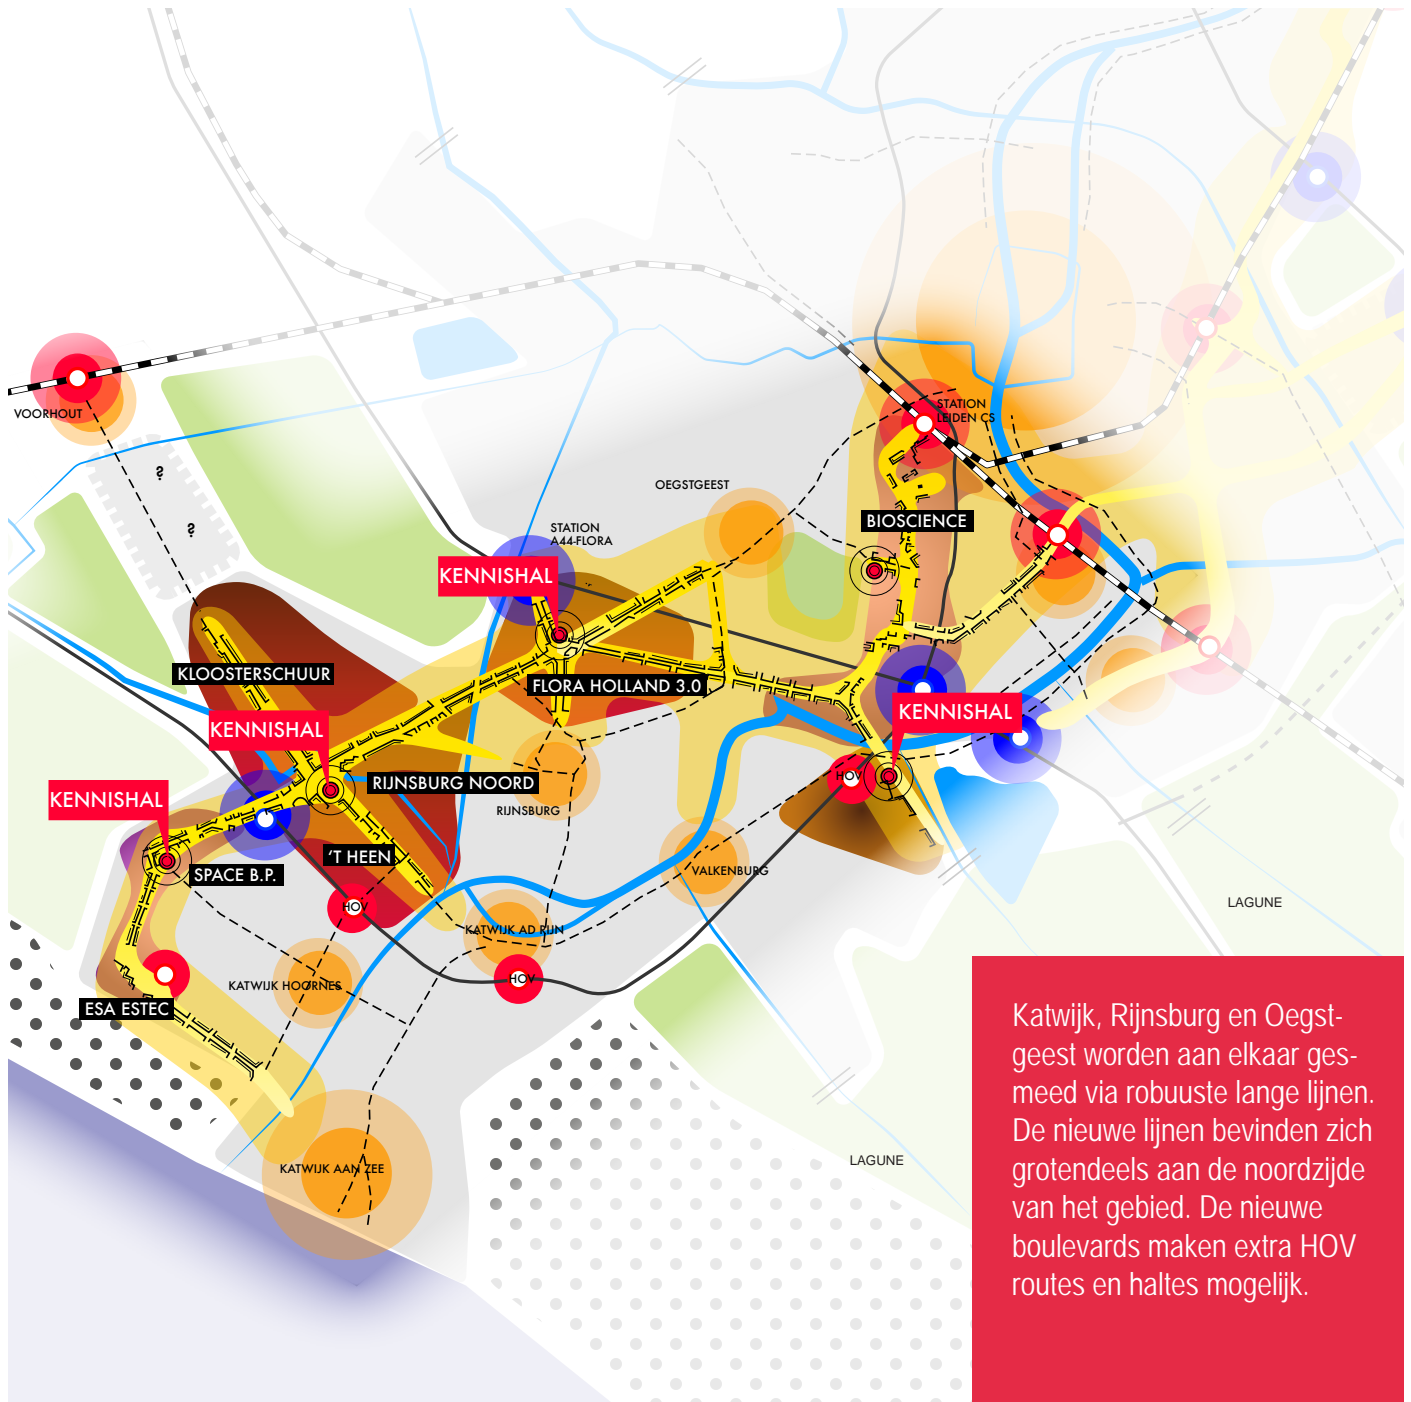 VOORHOUT
?
?
STATION
LEIDEN CS
OEGSTGEEST
STATION
A44-FLORA
BIOSCIENCE
KENNISHAL
KLOOSTERSCHUUR
FLORA HOLLAND 3.0
KENNISHAL
KENNISHAL
RIJNSBURG NOORD
HOV
KENNISHAL
RIJNSBURG
'T HEEN
SPACE B.P.
VALKENBURG
HOV
KATWIJK AD RIJN
LAGUNE
HOV
KATWIJK HOORNES
ESA ESTEC
KATWIJK AAN ZEE
LAGUNE
Katwijk, Rijnsburg en Oegst-
geest worden aan elkaar ges-
meed via robuuste lange lijnen.
De nieuwe lijnen bevinden zich
grotendeels aan de noordzijde
van het gebied. De nieuwe
boulevards maken extra HOV
routes en haltes mogelijk.